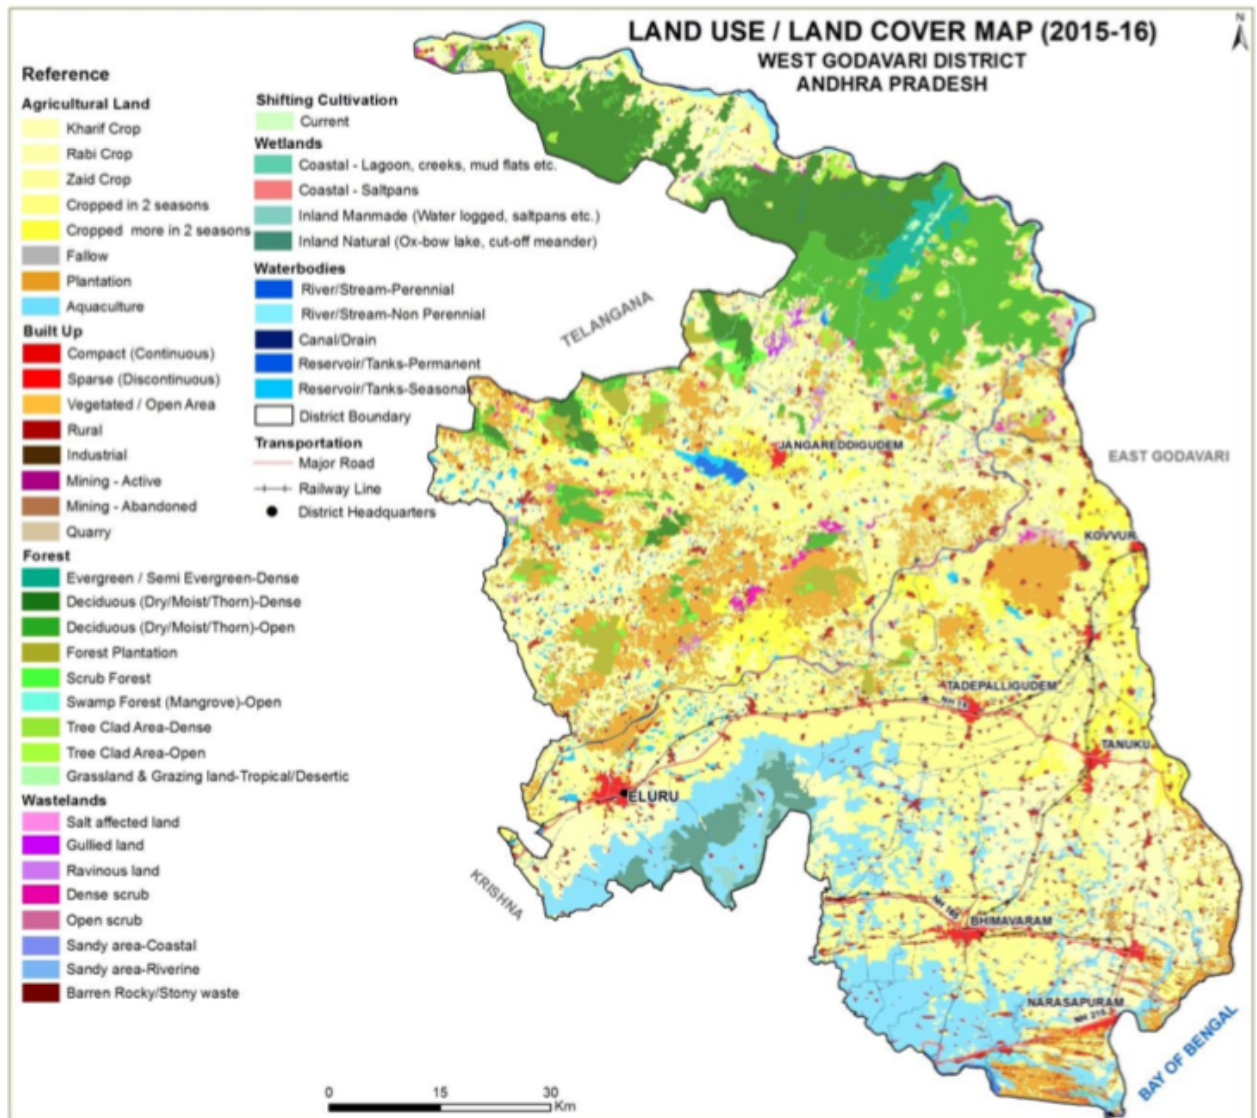 LAND USE / LAND COVER MAP (2015-16)
WEST GODAVARI DISTRICT
ANDHRA PRADESH
N
Reference
Agricultural Land
Kharif Crop
Rabi Crop
Zaid Crop
Cropped in 2 seasons
Cropped more in 2 seasons
Fallow
Plantation
Aquaculture
Built Up
Compact (Continuous)
Sparse (Discontinuous)
Vegetated / Open Area
Rural
Industrial
Mining - Active
Mining - Abandoned
Quarry
Forest
Evergreen / Semi Evergreen-Dense
Deciduous (Dry/Moist/Thorn)-Dense
Deciduous (Dry/Moist/Thorn)-Open
Forest Plantation
Scrub Forest
Swamp Forest (Mangrove)-Open
Tree Clad Area-Dense
Tree Clad Area-Open
Grassland & Grazing land-Tropical/Desertic
Wastelands
Salt affected land
Gullied land
Ravinous land
Dense scrub
Open scrub
Sandy area-Coastal
Sandy area-Riverine
Barren Rocky/Stony waste
Shifting Cultivation
Current
Wetlands
Coastal - Lagoon, creeks, mud flats etc.
Coastal - Saltpans
Inland Manmade (Water logged, saltpans etc.)
Inland Natural (Ox-bow lake, cut-off meander)
Waterbodies
River/Stream-Perennial
River/Stream-Non Perennial
Canal/Drain
Reservoir/Tanks-Permanent
Reservoir/Tanks-Seasonal
District Boundary
Transportation
Major Road
Railway Line
District Headquarters
TELANGANA
JANGAREDDIGUDEM
EAST GODAVARI
KOVVUR
TADEPALLIGUDEM
NH 16
TANUKU
ELURU
KRISHNA
NH 165
BHIMAVARAM
NARASAPURAM
NH 216
BAY OF BENGAL
0 15 30
Km